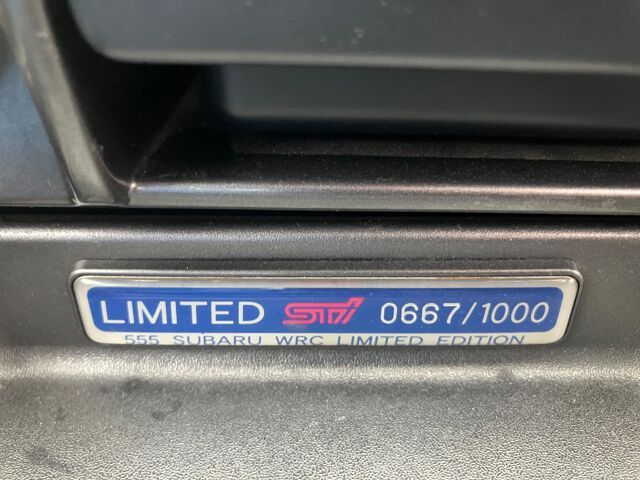 LIMITED STi 0667/1000
555 SUBARU WRC LIMITED EDITION